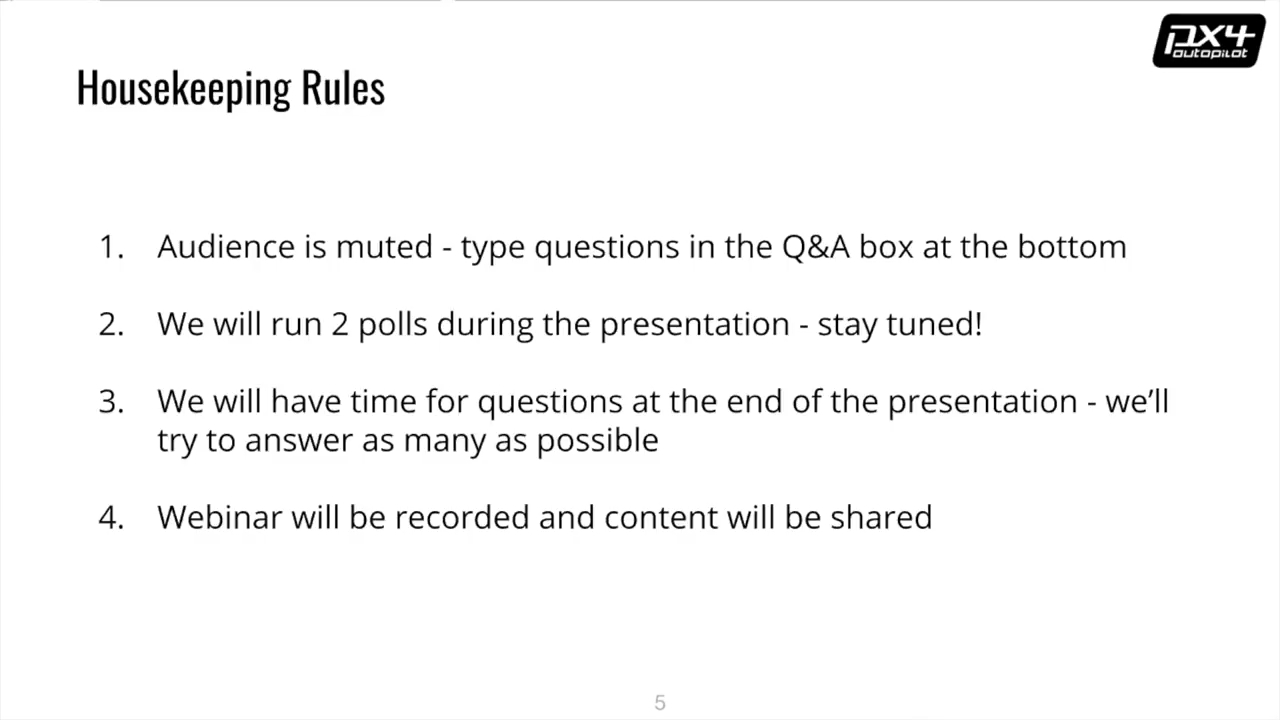 PX4
autopilot
Housekeeping Rules
1. Audience is muted - type questions in the Q&A box at the bottom
2. We will run 2 polls during the presentation - stay tuned!
3. We will have time for questions at the end of the presentation - we’ll
try to answer as many as possible
4. Webinar will be recorded and content will be shared
5